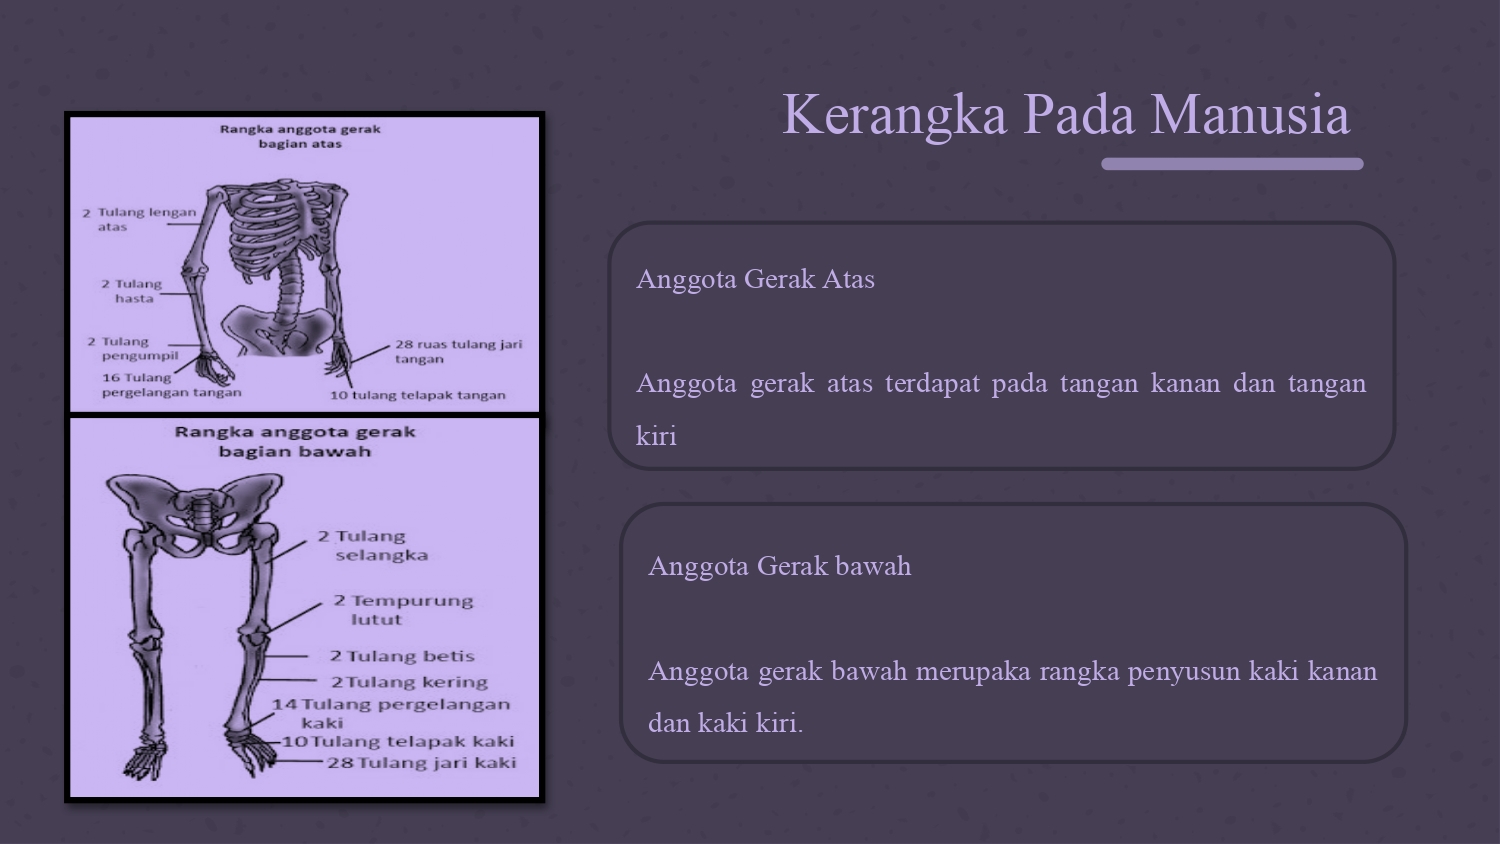 Kerangka Pada Manusia
Rangka anggota gerak
bagian atas
2 Tulang lengan
atas
2 Tulang
hasta
2 Tulang
pengumpil
16 Tulang
pergelangan tangan
28 ruas tulang jari
tangan
10 tulang telapak tangan
Rangka anggota gerak
bagian bawah
2 Tulang
selangka
2 Tempurung
lutut
2 Tulang betis
2 Tulang kering
14 Tulang pergelangan
kaki
10 Tulang telapak kaki
28 Tulang jari kaki
Anggota Gerak Atas
Anggota gerak atas terdapat pada tangan kanan dan tangan
kiri
Anggota Gerak bawah
Anggota gerak bawah merupaka rangka penyusun kaki kanan
dan kaki kiri.